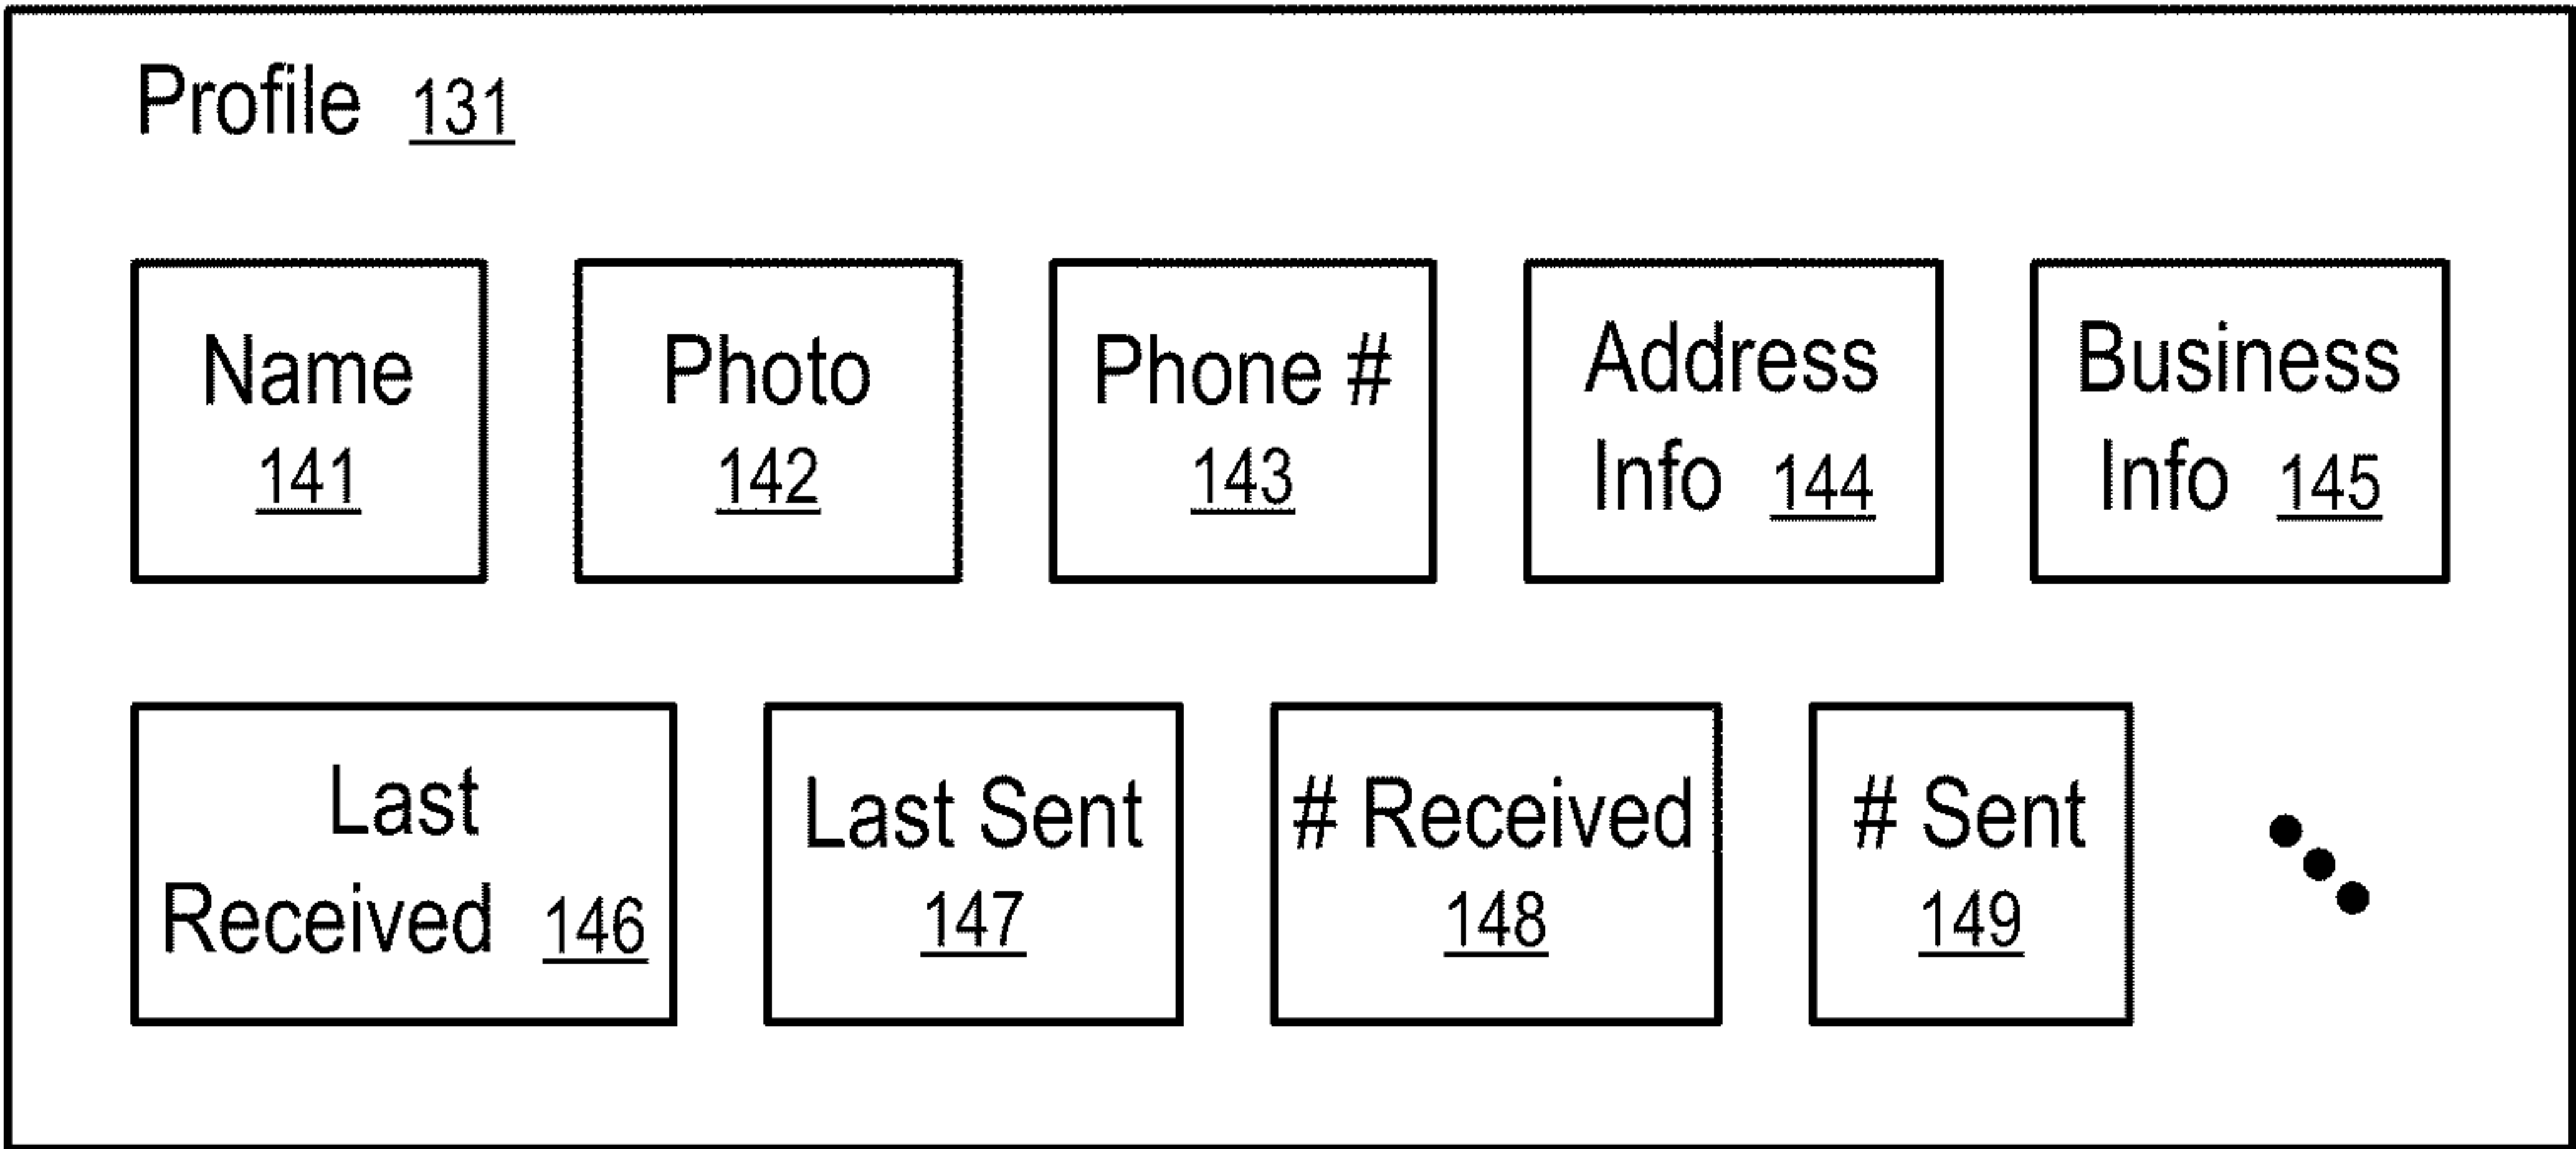 Profile 131
Name
141
Photo
142
Phone #
143
Address
Info 144
Business
Info 145
Last
Received 146
Last Sent
147
# Received
148
# Sent
149